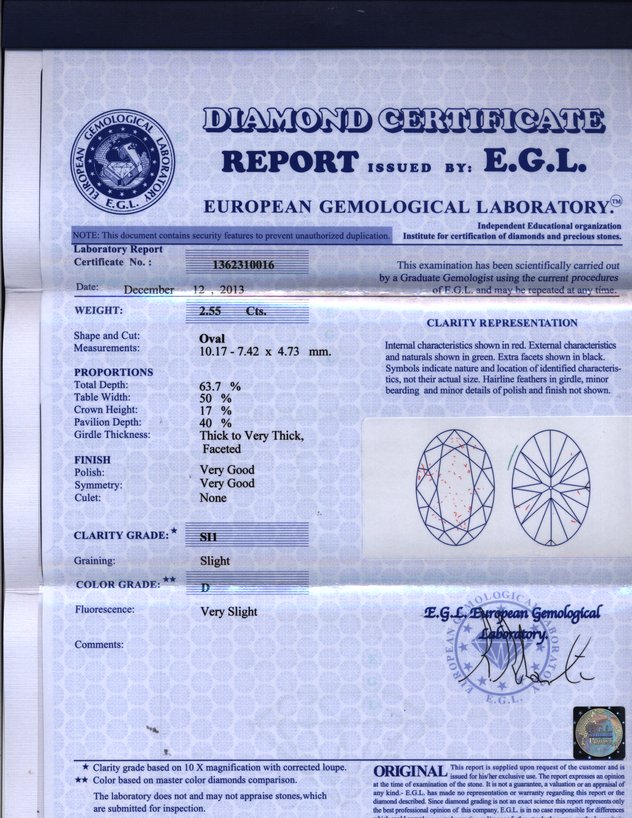 DIAMOND CERTIFICATE
REPORT ISSUED BY: E.G.L.
EUROPEAN GEMOLOGICAL LABORATORY
E.G.L.
EUROPEAN GEMOLOGICAL LABORATORY.™
Independent Educational organization
Institute for certification of diamonds and precious stones.
NOTE: This document contains security features to prevent unauthorized duplication.
Laboratory Report
Certificate No. : 1362310016
Date: December 12 , 2013
This examination has been scientifically carried out
by a Graduate Gemologist using the current procedures
of E.G.L. and may be repeated at any time.
WEIGHT: 2.55 Cts.
Shape and Cut: Oval
Measurements: 10.17 - 7.42 x 4.73 mm.
PROPORTIONS
Total Depth: 63.7 %
Table Width: 50 %
Crown Height: 17 %
Pavilion Depth: 40 %
Girdle Thickness: Thick to Very Thick,
Faceted
FINISH
Polish: Very Good
Symmetry: Very Good
Culet: None
CLARITY GRADE: ★ SI1
Graining: Slight
COLOR GRADE: ★★ D
Fluorescence: Very Slight
Comments:
CLARITY REPRESENTATION
Internal characteristics shown in red. External characteristics
and naturals shown in green. Extra facets shown in black.
Symbols indicate nature and location of identified characteris-
tics, not their actual size. Hairline feathers in girdle, minor
bearding and minor details of polish and finish not shown.
E.G.L. European Gemological
Laboratory.
EUROPEAN GEMOLOGICAL LABORATORY
E.G.L.
★ Clarity grade based on 10 X magnification with corrected loupe.
★★ Color based on master color diamonds comparison.
The laboratory does not and may not appraise stones,which
are submitted for inspection.
ORIGINAL This report is supplied upon request of the customer and is
issued for his/her exclusive use. The report expresses an opinion
at the time of examination of the stone. It is not a guarantee, a valuation or an appraisal of
any kind.- E.G.L. has made no representation or warranty regarding this report or the
diamond described. Since diamond grading is not an exact science this report represents only
the best professional opinion of this company. E.G.L. is in no case responsible for differences